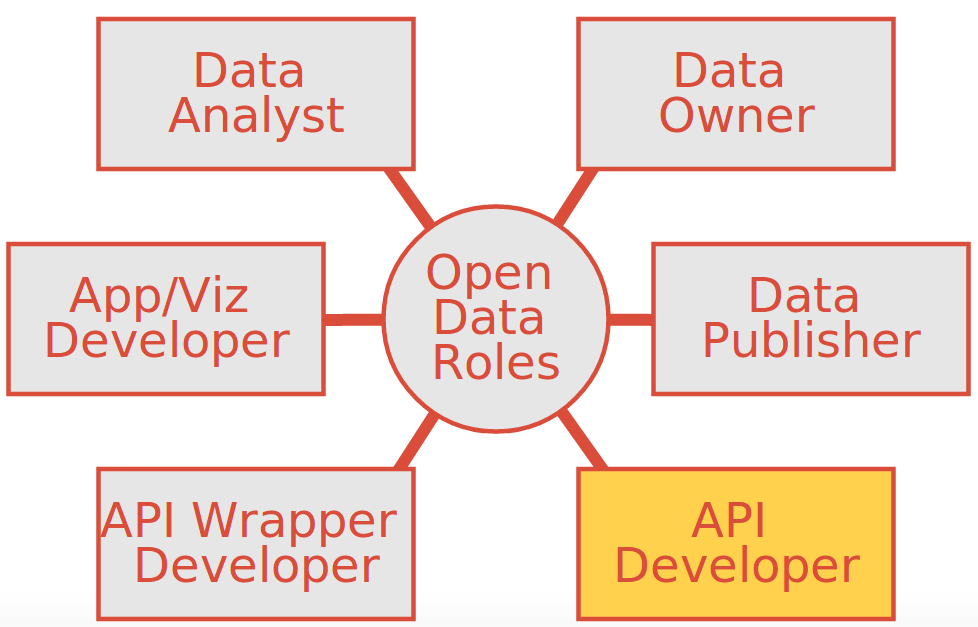 Data
Analyst
Data
Owner
Open
Data
Roles
App/Viz
Developer
Data
Publisher
API Wrapper
Developer
API
Developer